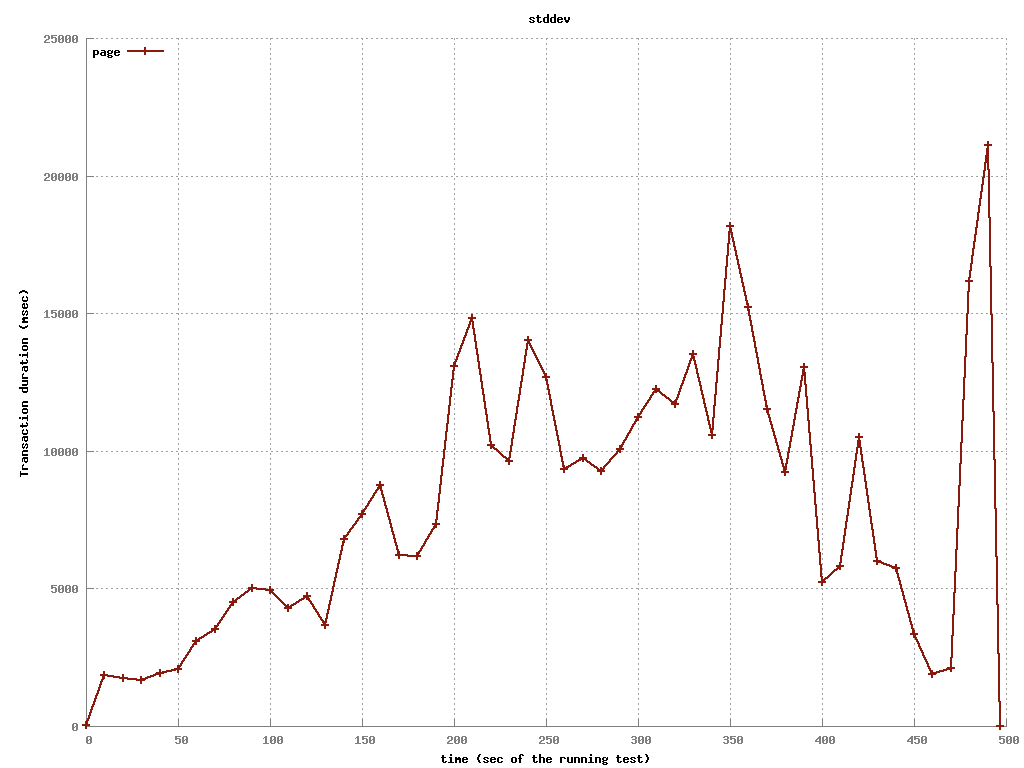 stddev
page
25000
20000
15000
10000
5000
0
Transaction duration (msec)
0 50 100 150 200 250 300 350 400 450 500
time (sec of the running test)